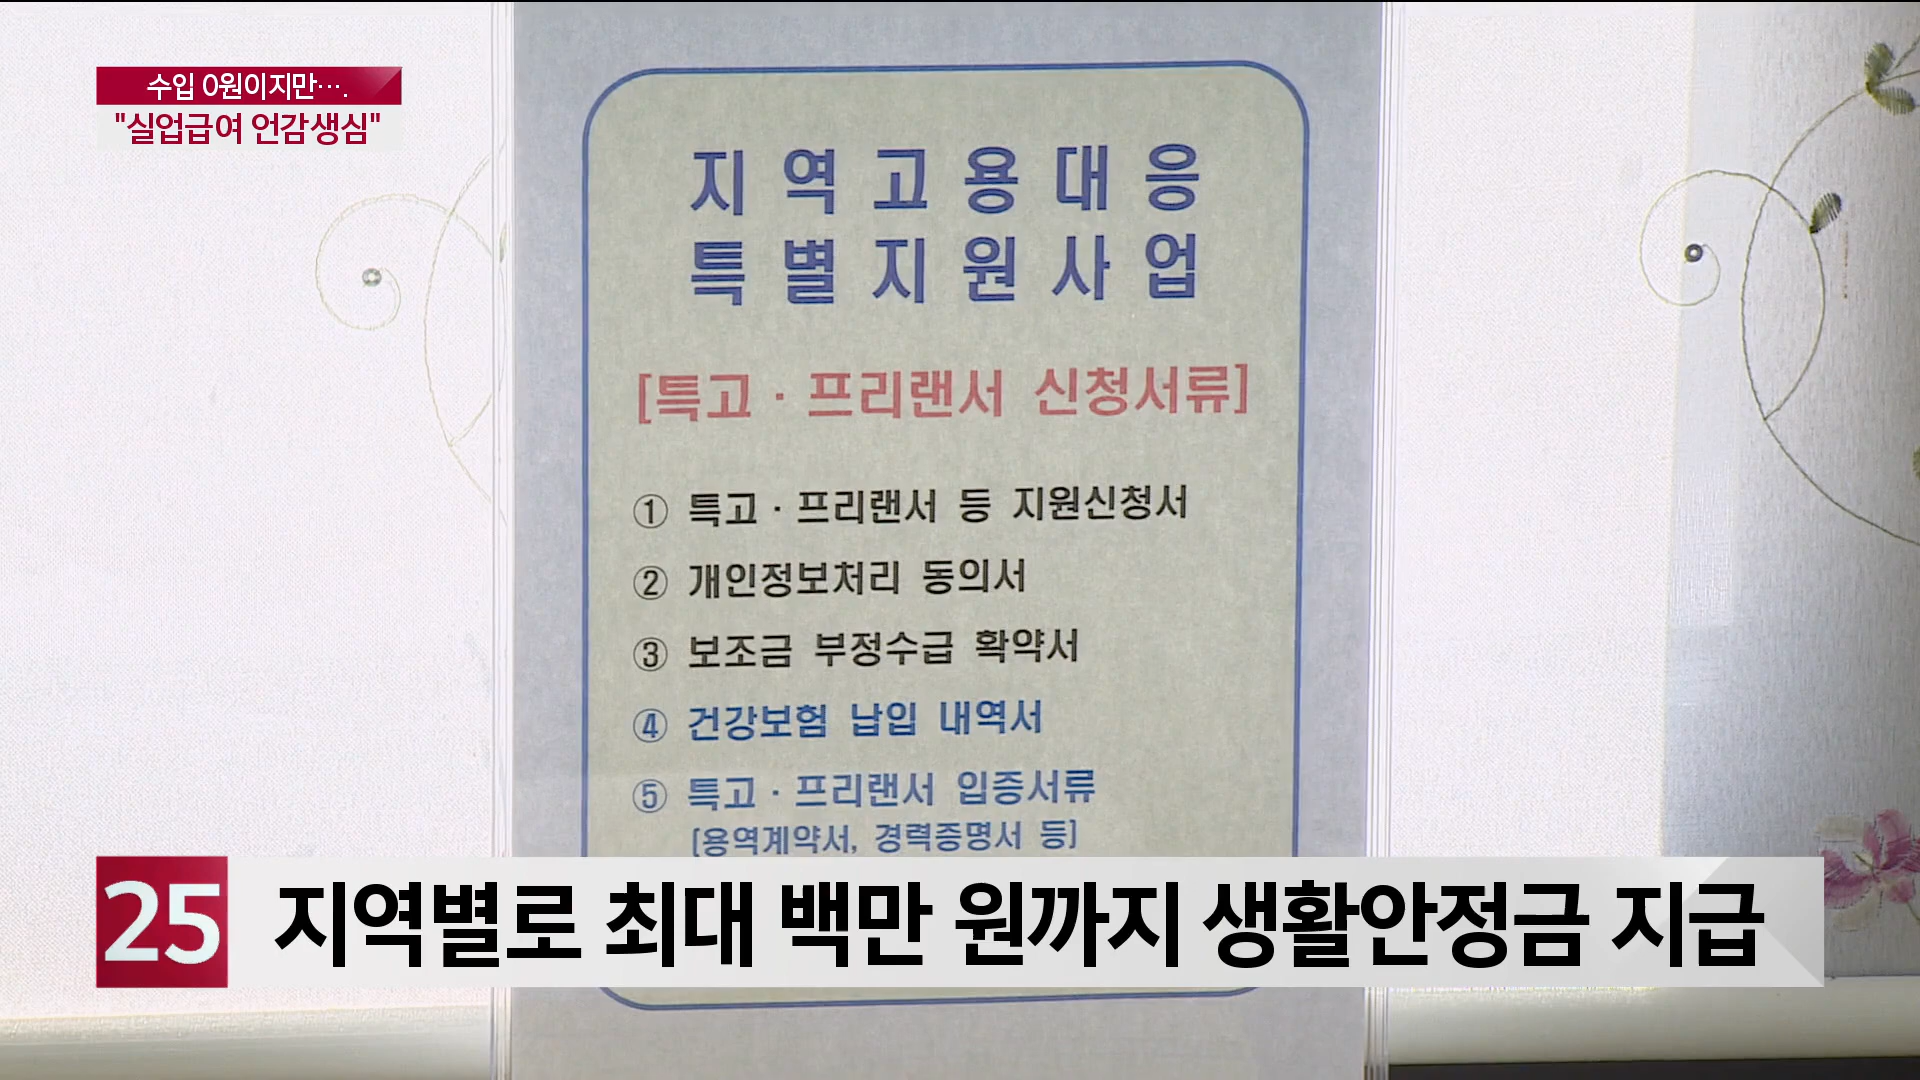 수입 0원이지만….
"실업급여 언감생심"
지역고용대응
특별지원사업
[특고·프리랜서 신청서류]
① 특고·프리랜서 등 지원신청서
② 개인정보처리 동의서
③ 보조금 부정수급 확약서
④ 건강보험 납입 내역서
⑤ 특고·프리랜서 입증서류
[용역계약서, 경력증명서 등]
25 지역별로 최대 백만 원까지 생활안정금 지급